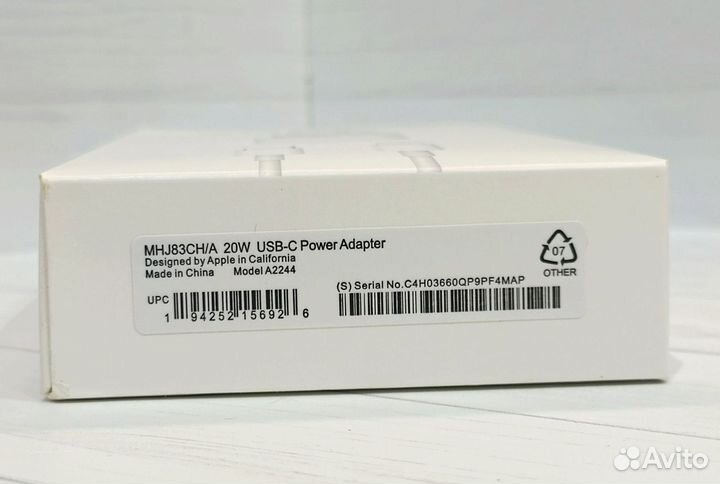 MHJ83CH/A 20W USB-C Power Adapter
Designed by Apple in California
Made in China Model A2244
07
OTHER
(S) Serial No.C4H03660QP9PF4MAP
UPC
1 94252 15692 6
Avito